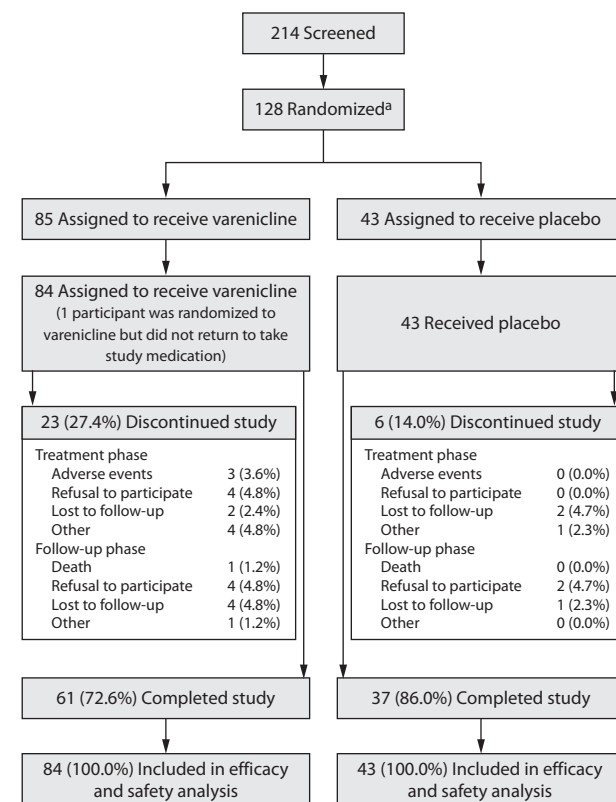 214 Screened
128 Randomizedª
85 Assigned to receive varenicline
43 Assigned to receive placebo
84 Assigned to receive varenicline
(1 participant was randomized to
varenicline but did not return to take
study medication)
43 Received placebo
23 (27.4%) Discontinued study
Treatment phase
Adverse events 3 (3.6%)
Refusal to participate 4 (4.8%)
Lost to follow-up 2 (2.4%)
Other 4 (4.8%)
Follow-up phase
Death 1 (1.2%)
Refusal to participate 4 (4.8%)
Lost to follow-up 4 (4.8%)
Other 1 (1.2%)
6 (14.0%) Discontinued study
Treatment phase
Adverse events 0 (0.0%)
Refusal to participate 0 (0.0%)
Lost to follow-up 2 (4.7%)
Other 1 (2.3%)
Follow-up phase
Death 0 (0.0%)
Refusal to participate 2 (4.7%)
Lost to follow-up 1 (2.3%)
Other 0 (0.0%)
61 (72.6%) Completed study
37 (86.0%) Completed study
84 (100.0%) Included in efficacy
and safety analysis
43 (100.0%) Included in efficacy
and safety analysis